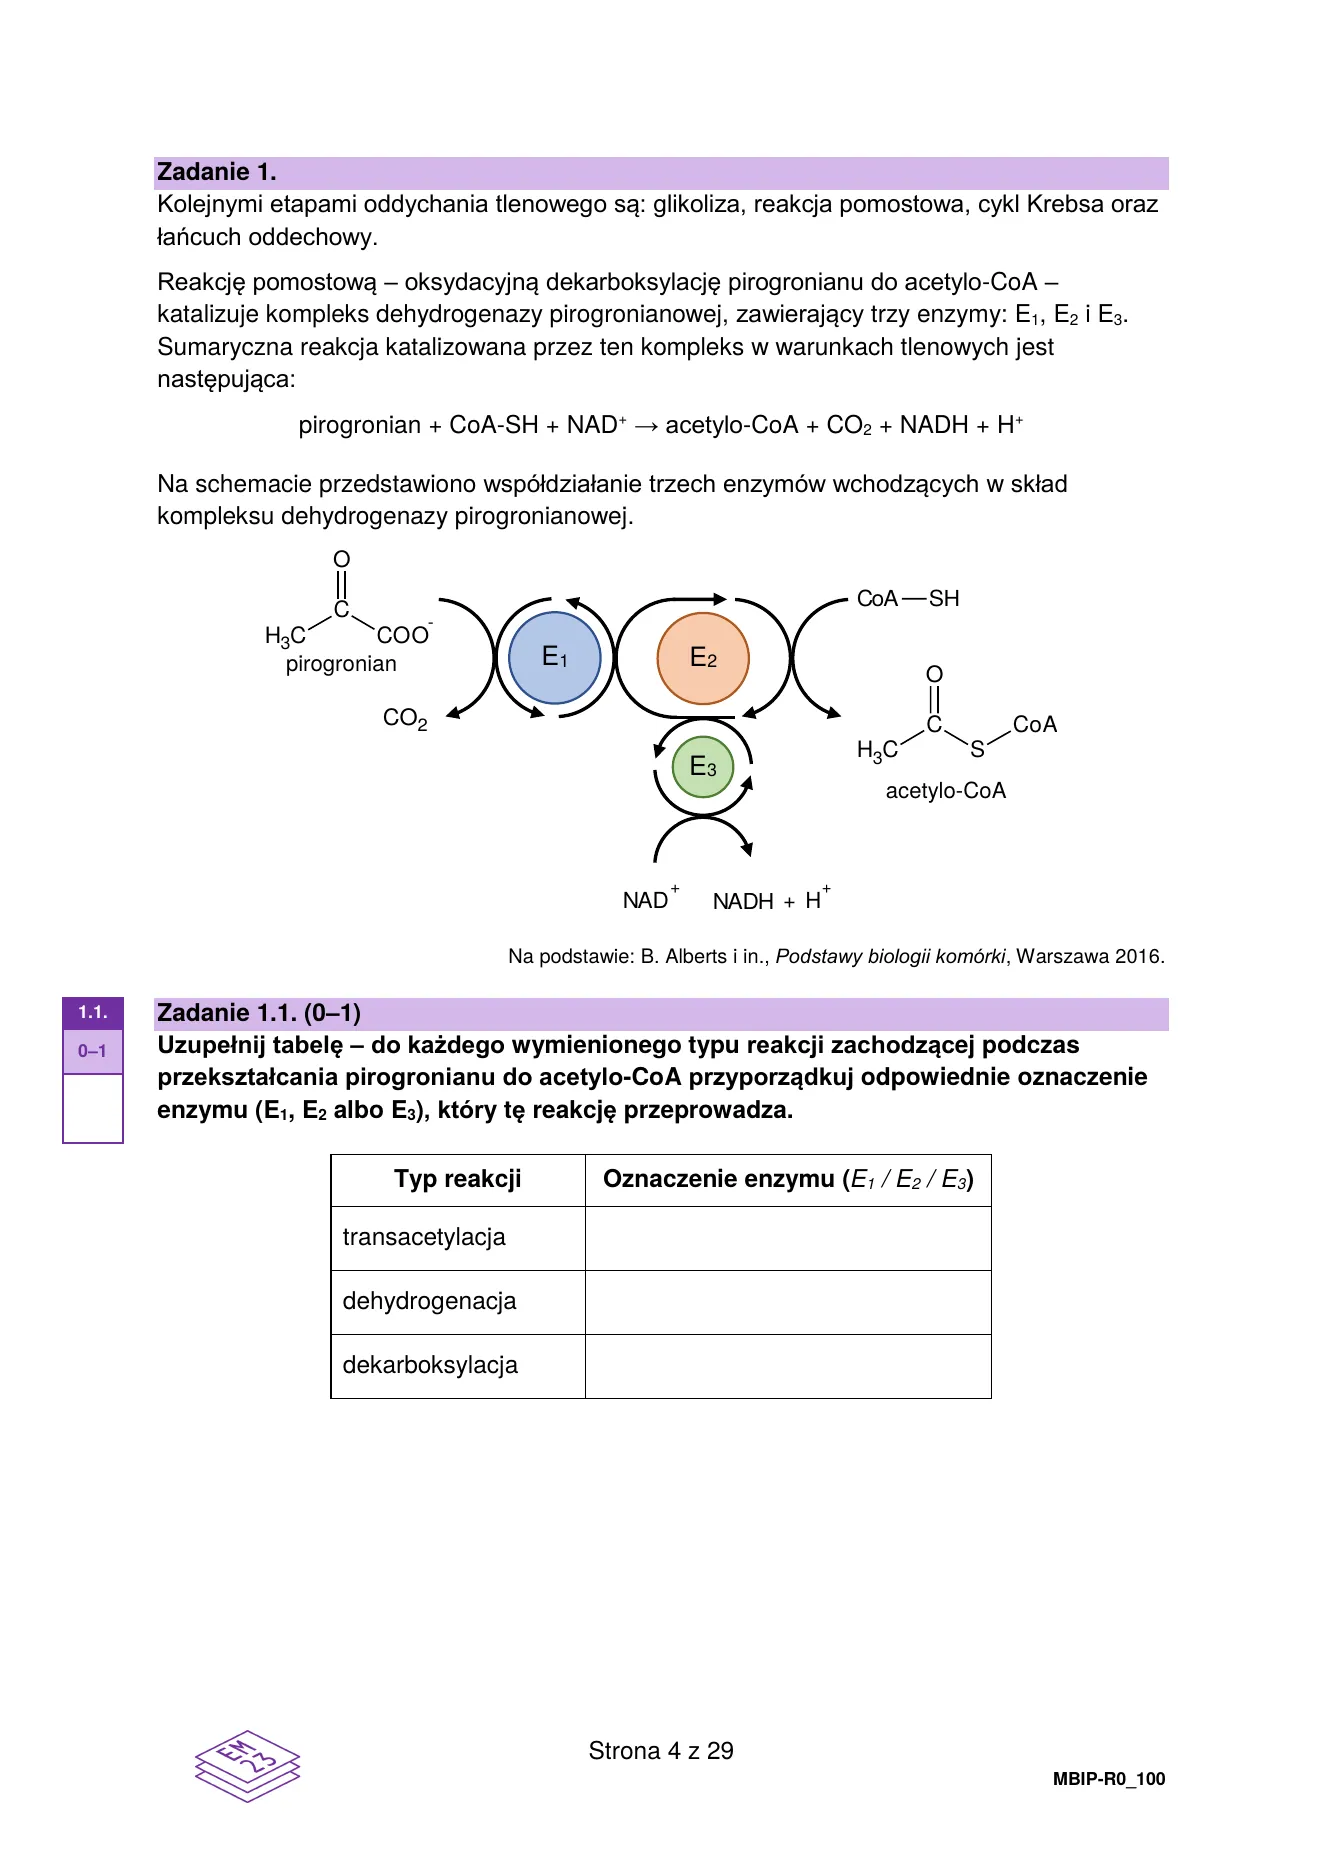 Zadanie 1.
Kolejnymi etapami oddychania tlenowego są: glikoliza, reakcja pomostowa, cykl Krebsa oraz
łańcuch oddechowy.
Reakcję pomostową – oksydacyjną dekarboksylację pirogronianu do acetylo-CoA –
katalizuje kompleks dehydrogenazy pirogronianowej, zawierający trzy enzymy: E₁, E₂ i E₃.
Sumaryczna reakcja katalizowana przez ten kompleks w warunkach tlenowych jest
następująca:
pirogronian + CoA-SH + NAD⁺ → acetylo-CoA + CO₂ + NADH + H⁺
Na schemacie przedstawiono współdziałanie trzech enzymów wchodzących w skład
kompleksu dehydrogenazy pirogronianowej.
O
C
H₃C COO⁻
pirogronian
CO₂
E₁
E₂
E₃
CoA—SH
O
C CoA
H₃C S
acetylo-CoA
NAD⁺ NADH + H⁺
Na podstawie: B. Alberts i in., Podstawy biologii komórki, Warszawa 2016.
1.1.
0–1
Zadanie 1.1. (0–1)
Uzupełnij tabelę – do każdego wymienionego typu reakcji zachodzącej podczas
przekształcania pirogronianu do acetylo-CoA przyporządkuj odpowiednie oznaczenie
enzymu (E₁, E₂ albo E₃), który tę reakcję przeprowadza.
Typ reakcji Oznaczenie enzymu (E₁ / E₂ / E₃)
transacetylacja
dehydrogenacja
dekarboksylacja
EM
23
Strona 4 z 29
MBIP-R0_100